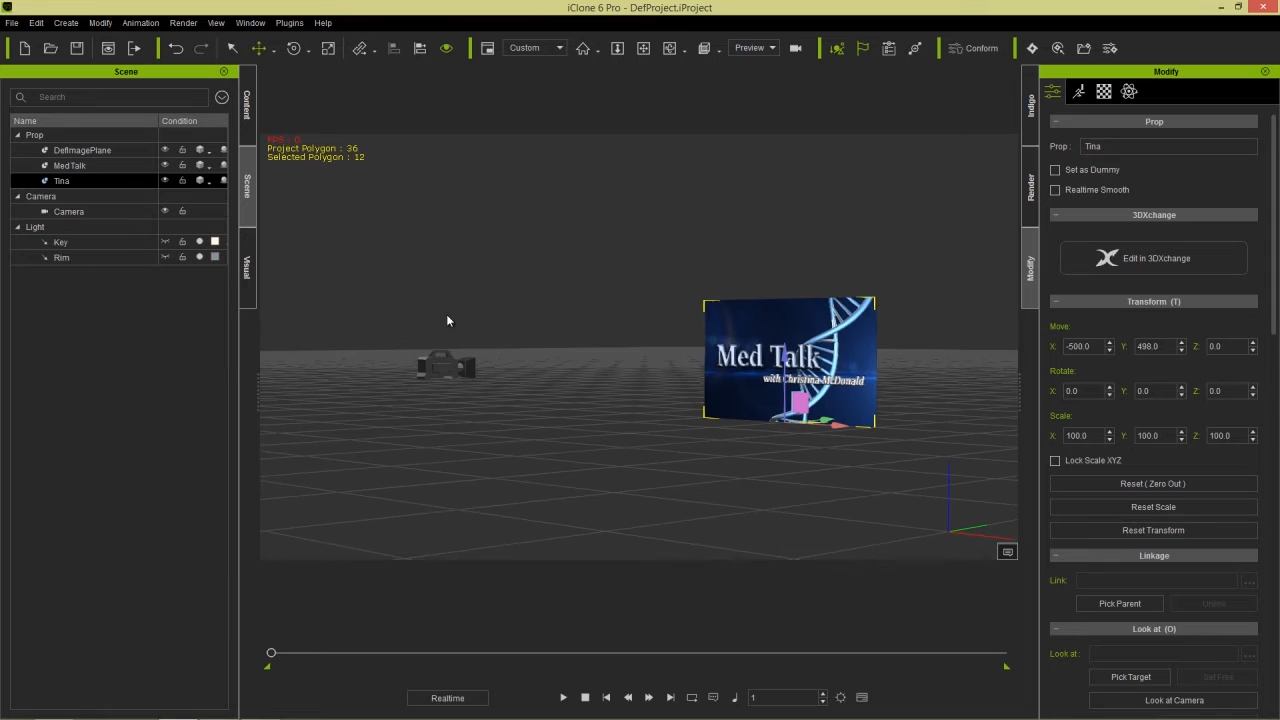 iClone 6 Pro - DefProject.iProject
File Edit Create Modify Animation Render View Window Plugins Help
Custom Preview Conform
Scene
Search
Name Condition
Prop
DefImagePlane
Med Talk
Tina
Camera
Camera
Light
Key
Rim
Content
Scene
Visual
FPS : 0
Project Polygon : 36
Selected Polygon : 12
Med Talk
with Christina McDonald
Realtime
1
Indigo
Render
Modify
Modify
Prop
Prop : Tina
Set as Dummy
Realtime Smooth
3DXchange
Edit in 3DXchange
Transform (T)
Move:
X: -500.0 Y: 498.0 Z: 0.0
Rotate:
X: 0.0 Y: 0.0 Z: 0.0
Scale:
X: 100.0 Y: 100.0 Z: 100.0
Lock Scale XYZ
Reset ( Zero Out )
Reset Scale
Reset Transform
Linkage
Link: ...
Pick Parent Unlink
Look at (O)
Look at : ...
Pick Target Set Free
Look at Camera